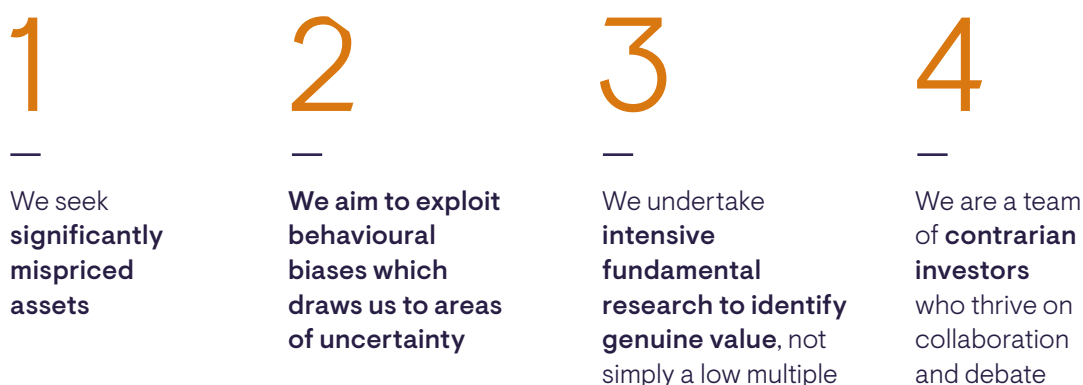 1
We seek
significantly
mispriced
assets
2
We aim to exploit
behavioural
biases which
draws us to areas
of uncertainty
3
We undertake
intensive
fundamental
research to identify
genuine value, not
simply a low multiple
4
We are a team
of contrarian
investors
who thrive on
collaboration
and debate